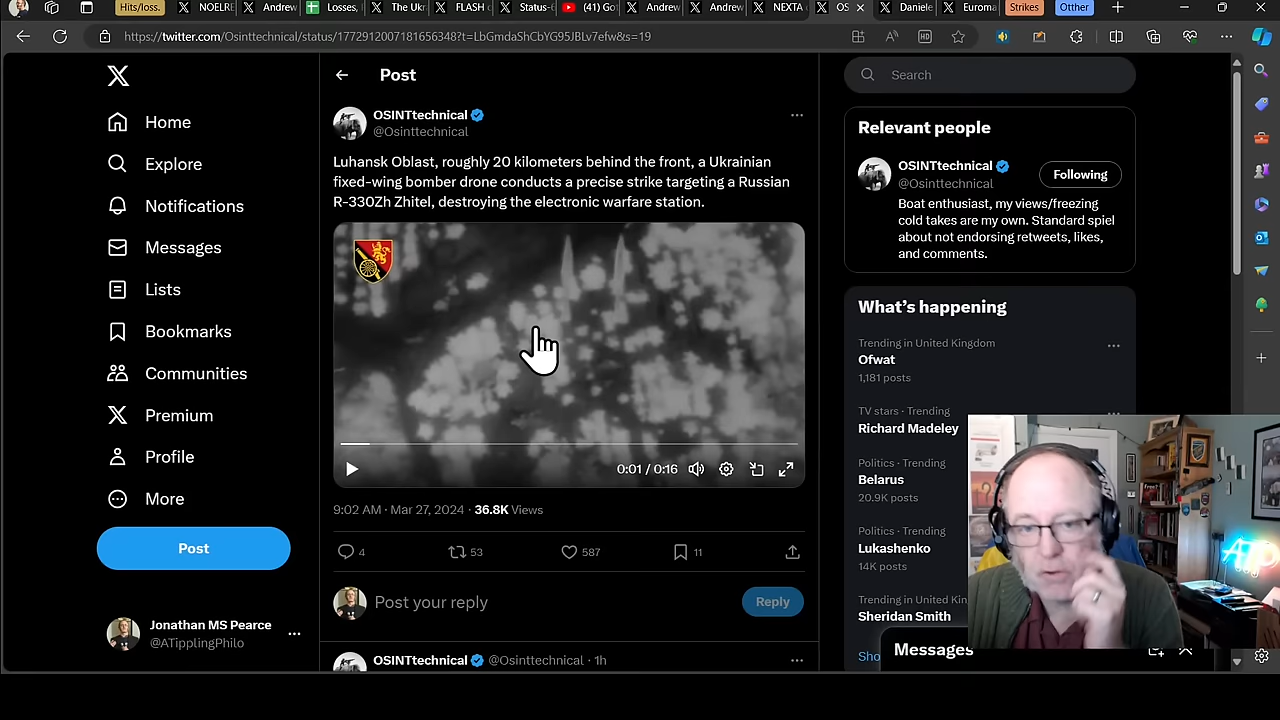 Hits/loss.
NOELRE
Andrew
Losses,
The Ukr
FLASH
Status-6
(41) Go
Andrew
Andrew
NEXTA
OS
Daniele
Euroma
Strikes
Otther
https://twitter.com/Osinttechnical/status/1772912007181656348?t=LbGmdaShCbYG95JBLv7efw&s=19
Home
Explore
Notifications
Messages
Lists
Bookmarks
Communities
Premium
Profile
More
Post
Jonathan MS Pearce
@ATipplingPhilo
Post
OSINTtechnical
@Osinttechnical
Luhansk Oblast, roughly 20 kilometers behind the front, a Ukrainian
fixed-wing bomber drone conducts a precise strike targeting a Russian
R-330Zh Zhitel, destroying the electronic warfare station.
0:01 / 0:16
9:02 AM · Mar 27, 2024 · 36.8K Views
4
53
587
11
Post your reply
Reply
OSINTtechnical @Osinttechnical · 1h
Search
Relevant people
OSINTtechnical
@Osinttechnical
Following
Boat enthusiast, my views/freezing
cold takes are my own. Standard spiel
about not endorsing retweets, likes,
and comments.
What's happening
Trending in United Kingdom
Ofwat
1,181 posts
TV stars · Trending
Richard Madeley
Politics · Trending
Belarus
20.9K posts
Politics · Trending
Lukashenko
14K posts
Trending in United Kin
Sheridan Smith
Sho
Messages
ATP